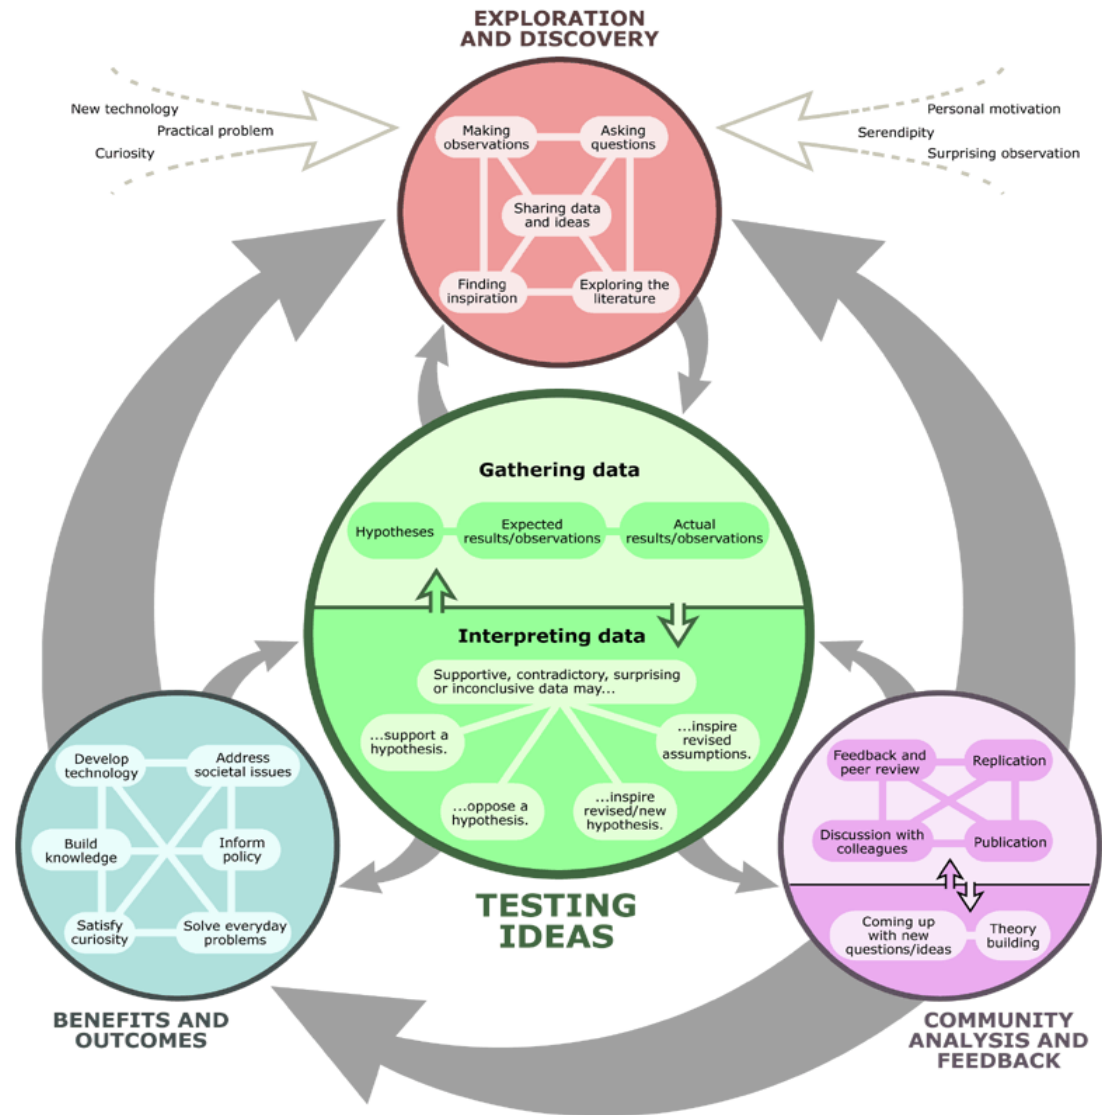 EXPLORATION
AND DISCOVERY
New technology
Practical problem
Curiosity
Personal motivation
Serendipity
Surprising observation
Making
observations
Asking
questions
Sharing data
and ideas
Finding
inspiration
Exploring the
literature
Gathering data
Hypotheses
Expected
results/observations
Actual
results/observations
Interpreting data
Supportive, contradictory, surprising
or inconclusive data may...
...support a
hypothesis.
...oppose a
hypothesis.
...inspire
revised/new
hypothesis.
...inspire
revised
assumptions.
TESTING
IDEAS
Develop
technology
Address
societal issues
Build
knowledge
Inform
policy
Satisfy
curiosity
Solve everyday
problems
BENEFITS AND
OUTCOMES
Feedback and
peer review
Replication
Discussion with
colleagues
Publication
Coming up
with new
questions/ideas
Theory
building
COMMUNITY
ANALYSIS AND
FEEDBACK